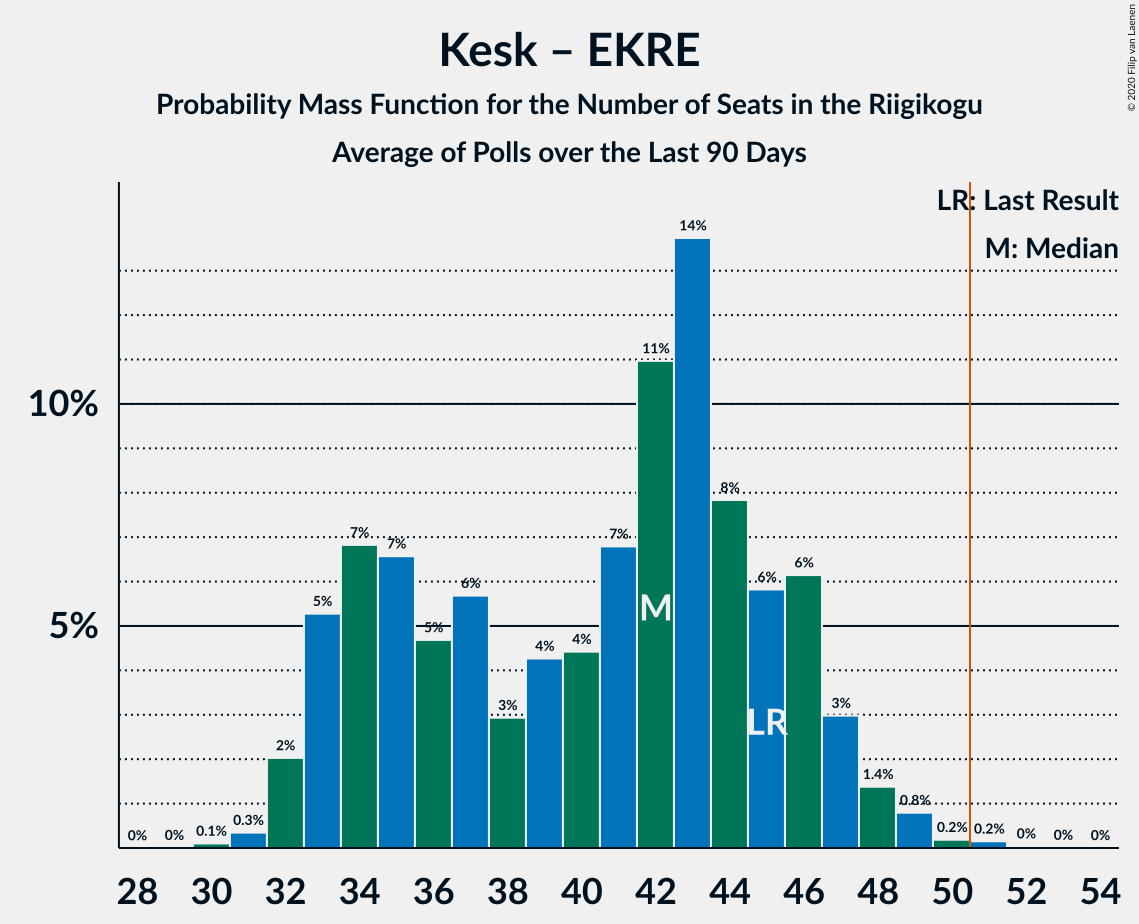 © 2020 Filip van Laenen
Kesk – EKRE
Probability Mass Function for the Number of Seats in the Riigikogu
Average of Polls over the Last 90 Days
LR: Last Result
M: Median
10%
5%
0% 0% 0.1% 0.3% 2% 5% 7% 7% 5% 6% 3% 4% 4% 7% 11% 14% 8% 6% 6% 3% 1.4% 0.8% 0.2% 0.2% 0% 0% 0%
M
LR
28 30 32 34 36 38 40 42 44 46 48 50 52 54